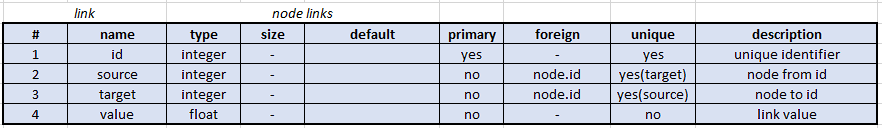 link node links
# name type size default primary foreign unique description
1 id integer - yes - yes unique identifier
2 source integer - no node.id yes(target) node from id
3 target integer - no node.id yes(source) node to id
4 value float - no - no link value